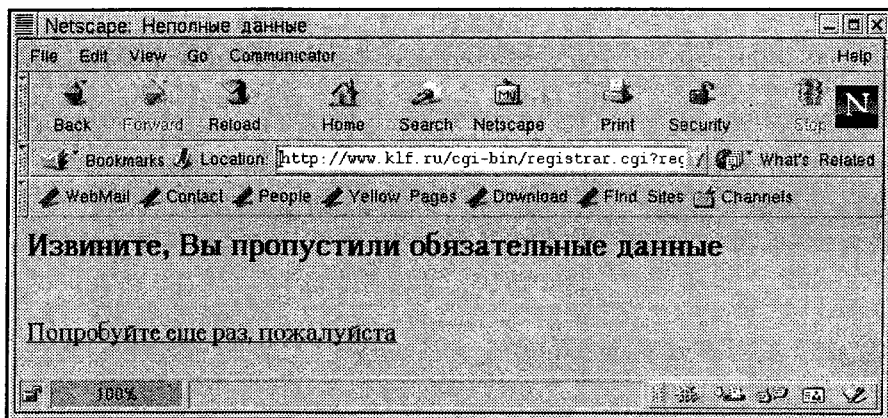 Netscape: Неполные данные
File Edit View Go Communicator Help
Back Forward Reload Home Search Netscape Print Security Stop N
Bookmarks Location: http://www.klf.ru/cgi-bin/registrar.cgi?reg What's Related
WebMail Contact People Yellow Pages Download Find Sites Channels
Извините, Вы пропустили обязательные данные
Попробуйте еще раз, пожалуйста
100%